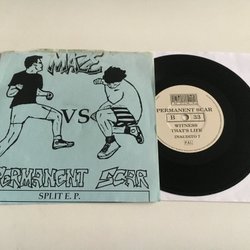 MAZE
VS
PERMANENT SCAR
SPLIT E.P.
PERMANENT SCAR
B 33
WITNESS
THAT'S LIFE